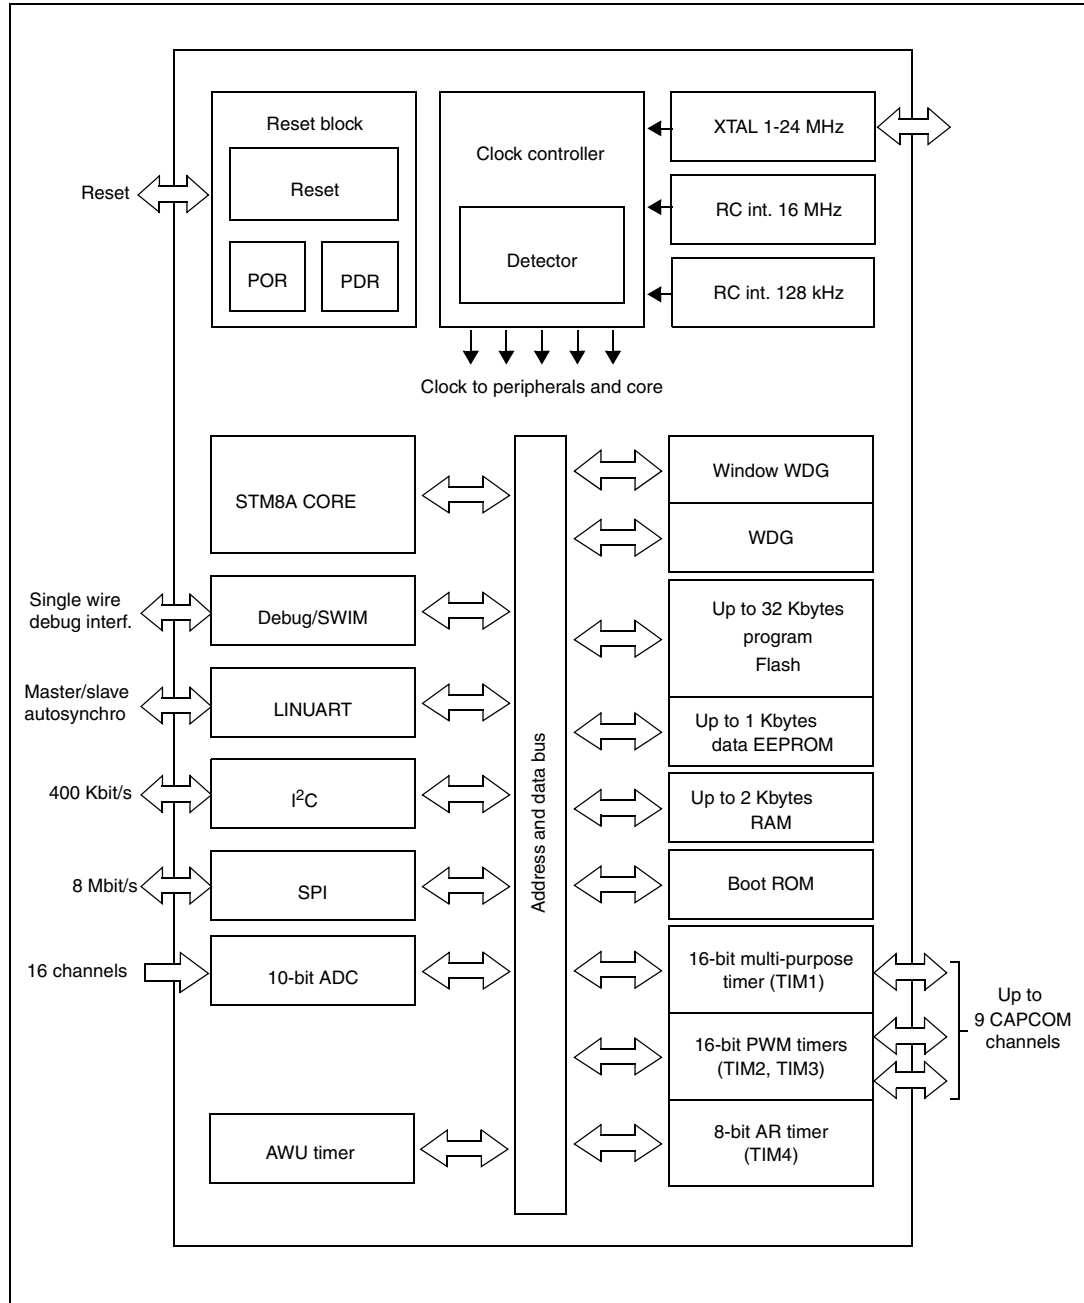 Reset block
Reset
POR
PDR
Reset
Clock controller
Detector
XTAL 1-24 MHz
RC int. 16 MHz
RC int. 128 kHz
Clock to peripherals and core
STM8A CORE
Single wire
debug interf.
Debug/SWIM
Master/slave
autosynchro
LINUART
400 Kbit/s
I²C
8 Mbit/s
SPI
16 channels
10-bit ADC
AWU timer
Address and data bus
Window WDG
WDG
Up to 32 Kbytes
program
Flash
Up to 1 Kbytes
data EEPROM
Up to 2 Kbytes
RAM
Boot ROM
16-bit multi-purpose
timer (TIM1)
16-bit PWM timers
(TIM2, TIM3)
8-bit AR timer
(TIM4)
Up to
9 CAPCOM
channels